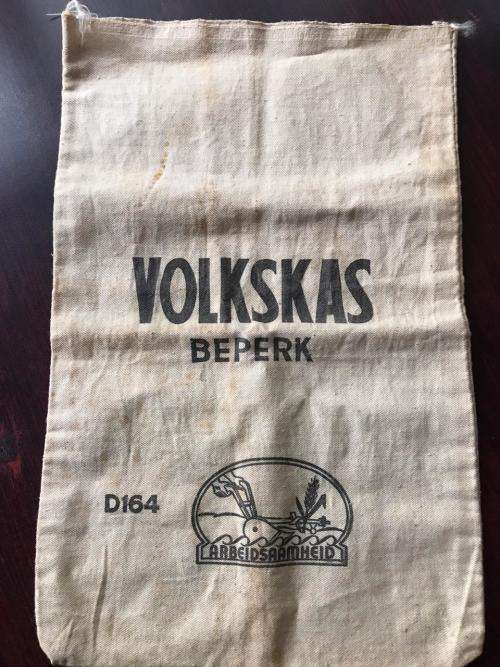 VOLKSKAS
BEPERK
D164
ARBEIDSAAMHEID